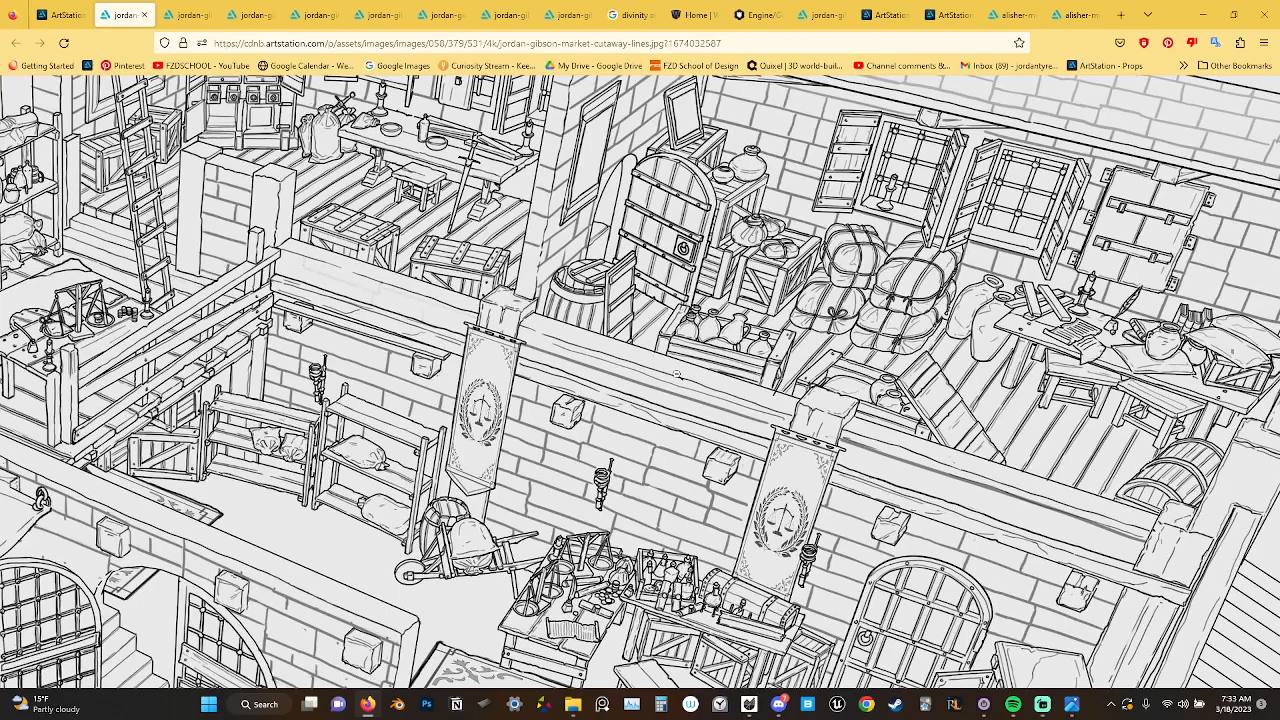 ArtStation
jordan-
jordan-gi
jordan-gi
jordan-gi
jordan-gi
jordan-gi
jordan-gi
jordan-gi
divinity o
Home | W
Engine/G
jordan-gi
ArtStation
ArtStation
alisher-m
alisher-m
https://cdnb.artstation.com/p/assets/images/images/058/379/531/4k/jordan-gibson-market-cutaway-lines.jpg?1674032587
Getting Started Pinterest FZDSCHOOL - YouTube Google Calendar - We... Google Images Curiosity Stream - Kee... My Drive - Google Drive FZD School of Design Quixel | 3D world-buil... Channel comments &... Inbox (89) - jordantyre... ArtStation - Props Other Bookmarks
15°F
Partly cloudy
Search
7:33 AM
3/18/2023